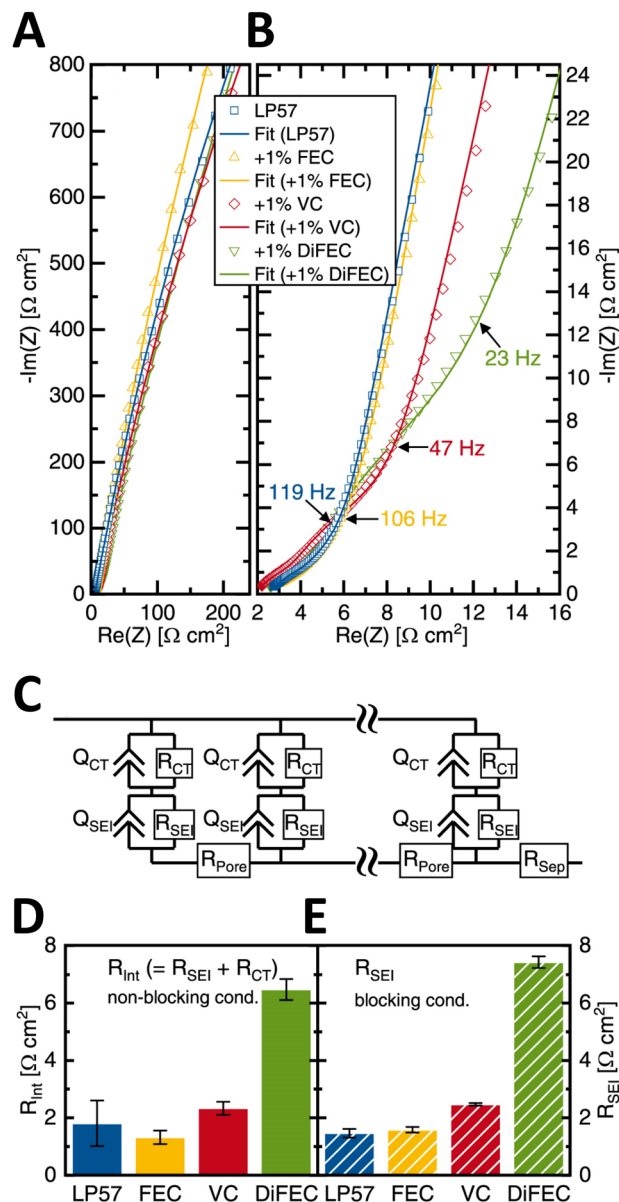 A
B
800
700
600
500
400
300
200
100
0
-Im(Z) [Ω cm²]
0
100
200
Re(Z) [Ω cm²]
LP57
Fit (LP57)
+1% FEC
Fit (+1% FEC)
+1% VC
Fit (+1% VC)
+1% DiFEC
Fit (+1% DiFEC)
23 Hz
47 Hz
119 Hz
106 Hz
24
22
20
18
16
14
12
10
8
6
4
2
0
-Im(Z) [Ω cm²]
2
4
6
8
10
12
14
16
Re(Z) [Ω cm²]
C
Q_CT R_CT Q_CT R_CT Q_CT R_CT
Q_SEI R_SEI Q_SEI R_SEI Q_SEI R_SEI
R_Pore R_Pore R_Sep
D
E
8
6
4
2
0
R_Int [Ω cm²]
R_Int (= R_SEI + R_CT)
non-blocking cond.
LP57 FEC VC DiFEC
R_SEI
blocking cond.
LP57 FEC VC DiFEC
8
6
4
2
0
R_SEI [Ω cm²]